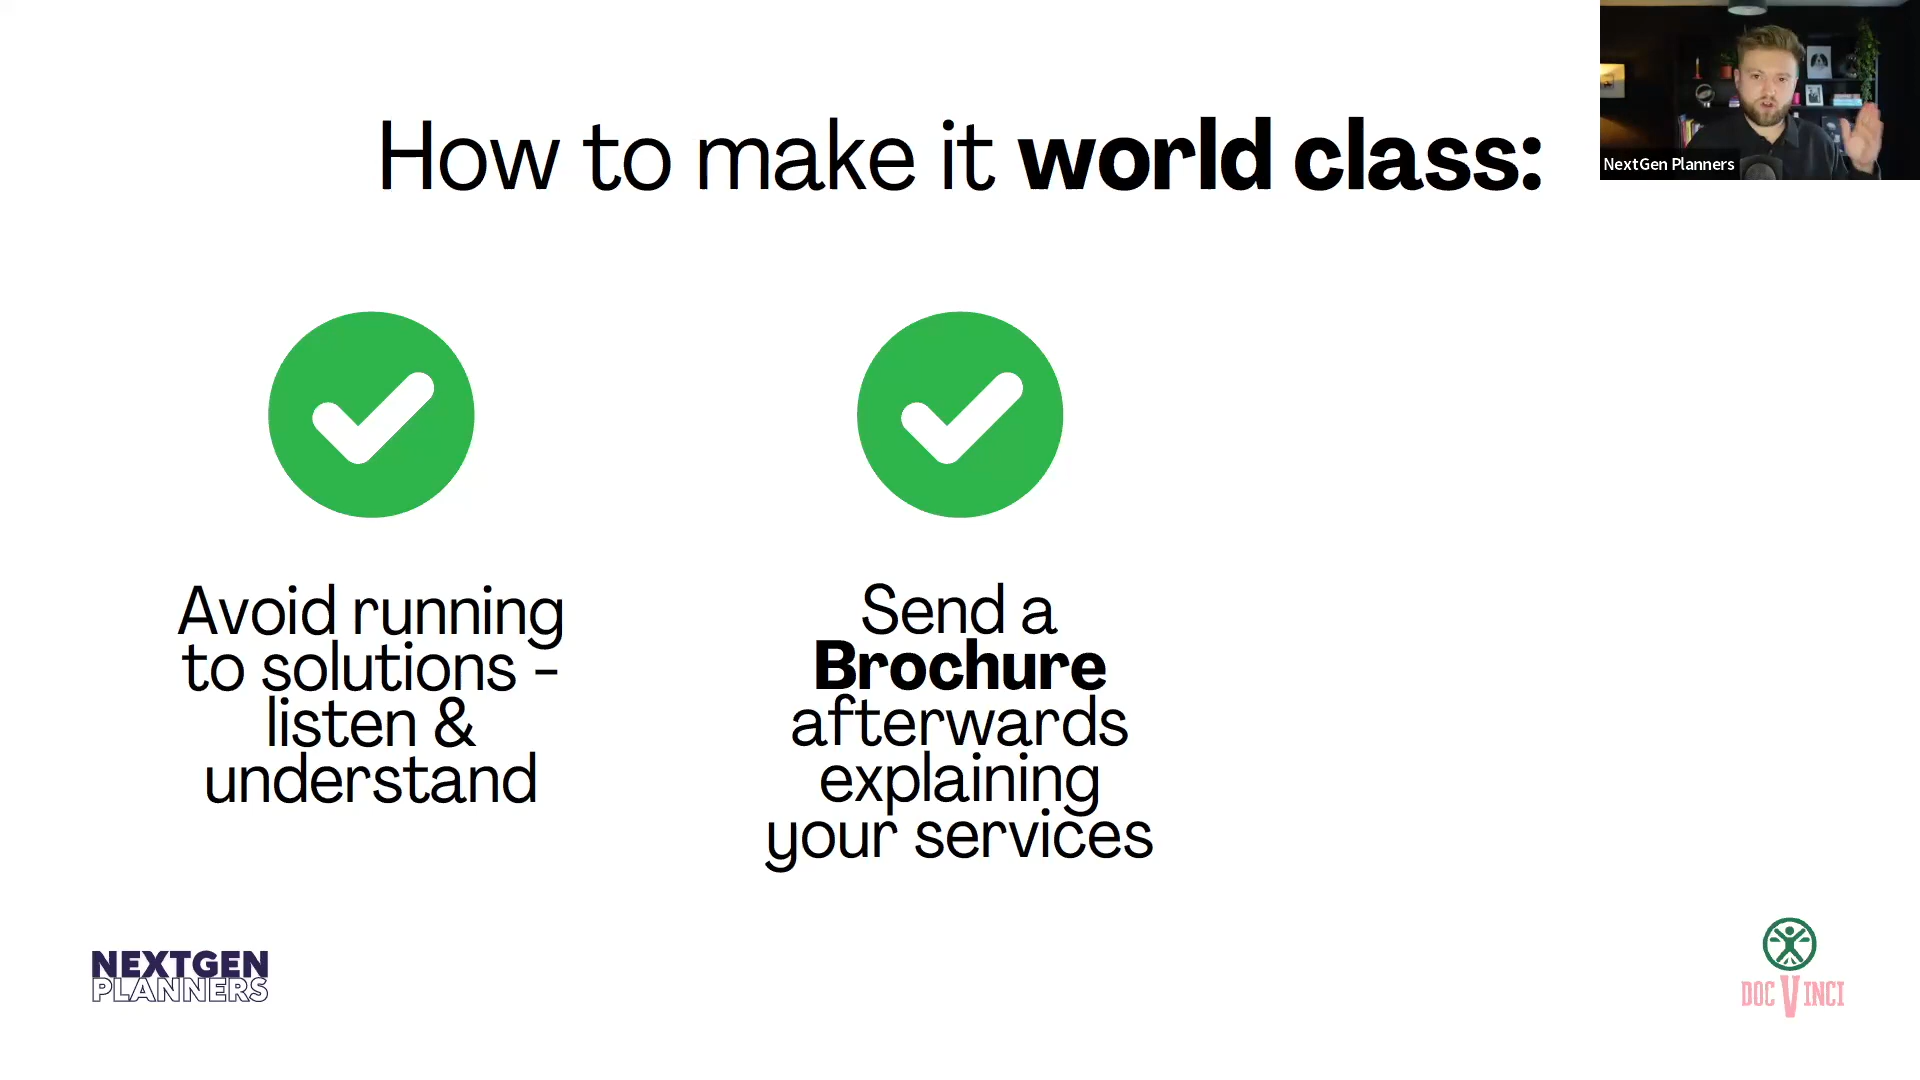 How to make it world class:
NextGen Planners
Avoid running
to solutions -
listen &
understand
Send a
Brochure
afterwards
explaining
your services
NEXTGEN
PLANNERS
DOC VINCI